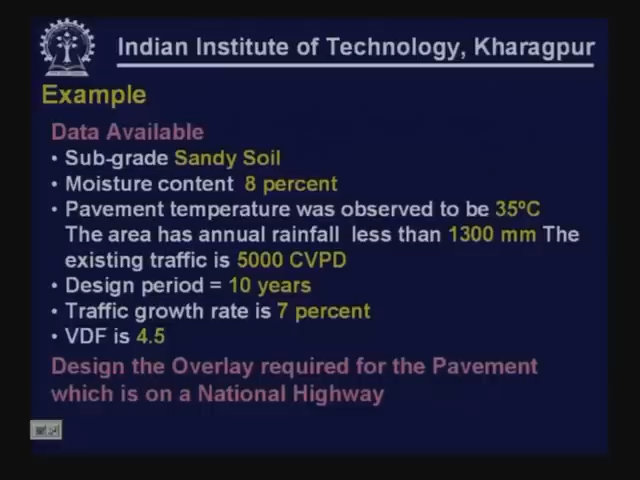 Indian Institute of Technology, Kharagpur
Example
Data Available
• Sub-grade Sandy Soil
• Moisture content 8 percent
• Pavement temperature was observed to be 35ºC
The area has annual rainfall less than 1300 mm The
existing traffic is 5000 CVPD
• Design period = 10 years
• Traffic growth rate is 7 percent
• VDF is 4.5
Design the Overlay required for the Pavement
which is on a National Highway